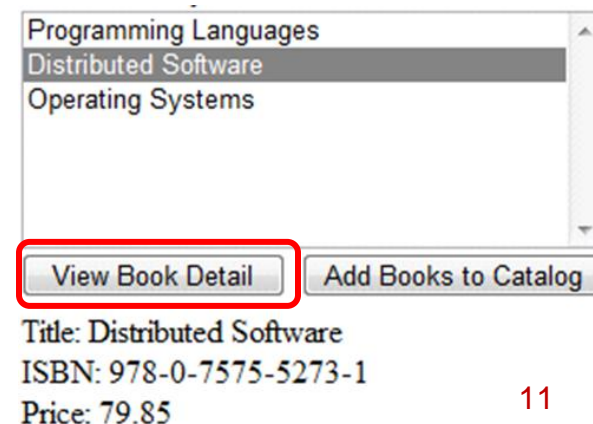 Programming Languages
Distributed Software
Operating Systems
View Book Detail Add Books to Catalog
Title: Distributed Software
ISBN: 978-0-7575-5273-1
Price: 79.85
11